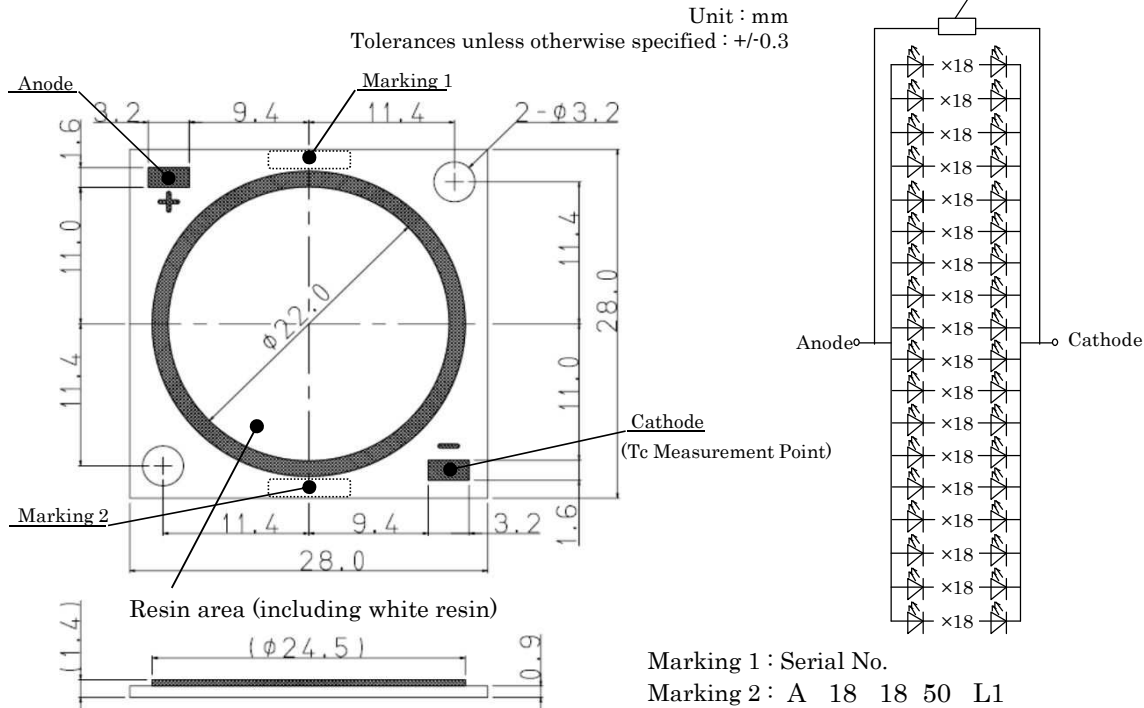 Unit : mm
Tolerances unless otherwise specified : +/-0.3
Anode
Marking 1
3.2
9.4
11.4
2-φ3.2
1.6
+
11.0
11.4
φ22.0
11.4
28.0
11.0
−
Cathode
(Tc Measurement Point)
Marking 2
11.4
9.4
3.2
1.6
28.0
Resin area (including white resin)
(1.4)
(φ24.5)
0.9
×18
×18
×18
×18
×18
×18
×18
×18
×18
Anode
Cathode
×18
×18
×18
×18
×18
×18
×18
×18
×18
Marking 1 : Serial No.
Marking 2 : A 18 18 50 L1